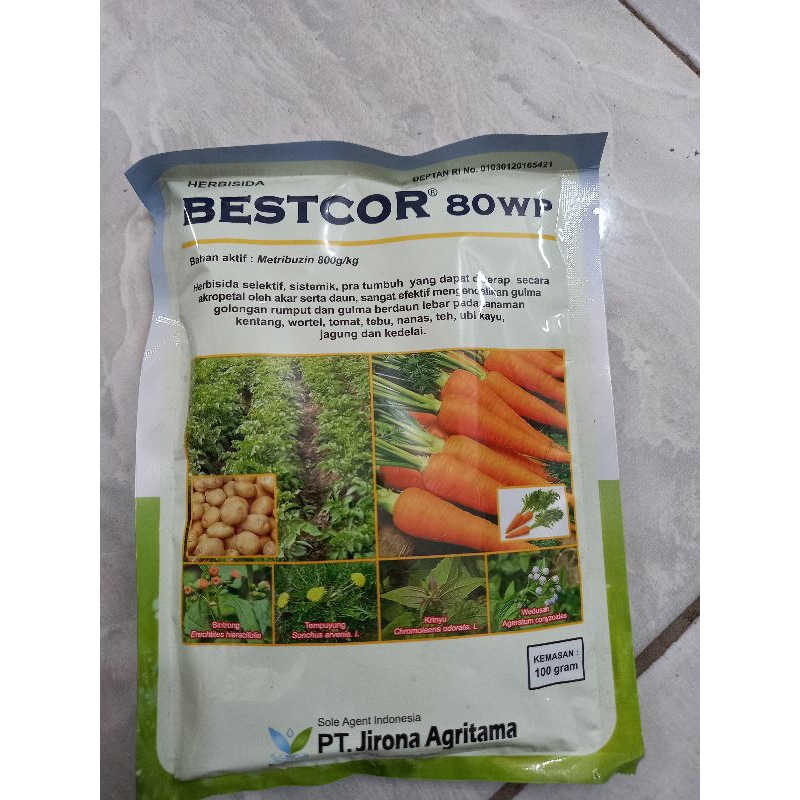 HERBISIDA
DEPTAN RI No. 01030120165421
BESTCOR® 80WP
Bahan aktif : Metribuzin 800g/kg
Herbisida selektif, sistemik, pra tumbuh yang dapat diserap secara
akropetal oleh akar serta daun, sangat efektif mengendalikan gulma
golongan rumput dan gulma berdaun lebar pada tanaman
kentang, wortel, tomat, tebu, nanas, teh, ubi kayu,
jagung dan kedelai.
Sintrung
Erechtites hieracifolia
Tempuyung
Sonchus arvenis. L
Krinyu
Chromolaena odorata. L
Wedusan
Ageratum conyzoides
KEMASAN :
100 gram
Sole Agent Indonesia
PT. Jirona Agritama